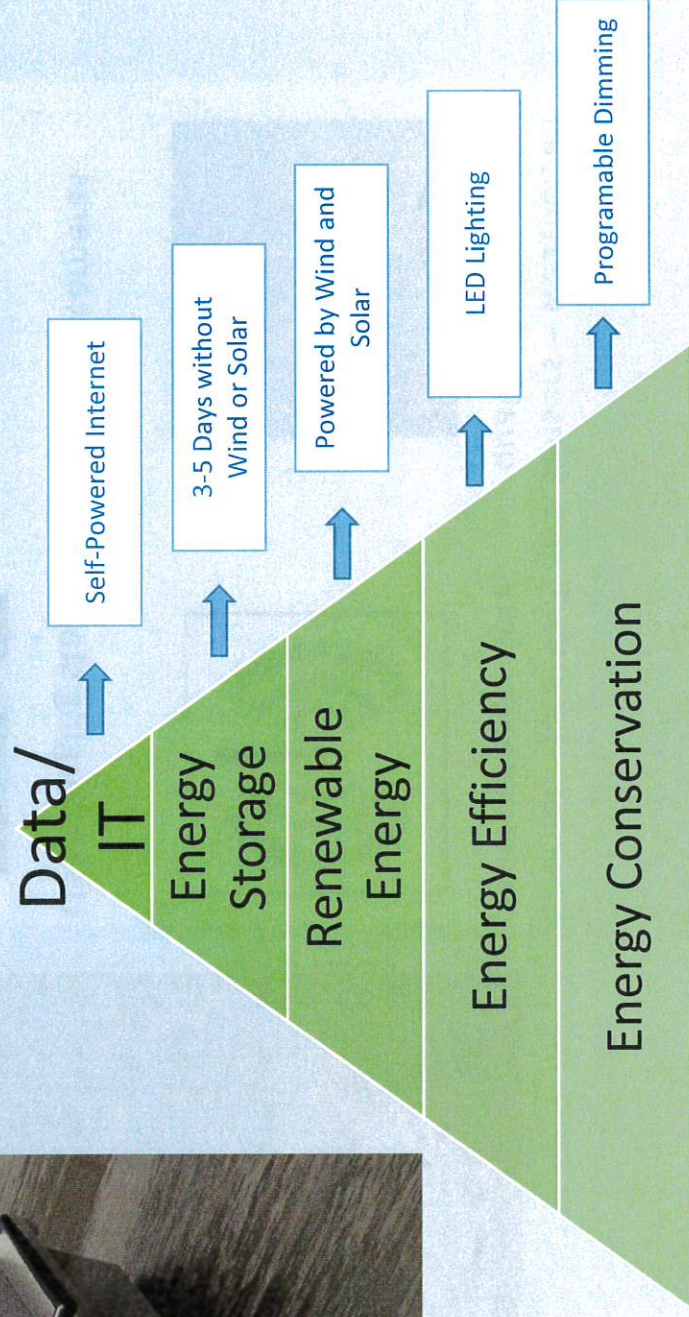 Data/
IT
Self-Powered Internet
Energy
Storage
3-5 Days without
Wind or Solar
Renewable
Energy
Powered by Wind and
Solar
Energy Efficiency
LED Lighting
Energy Conservation
Programable Dimming